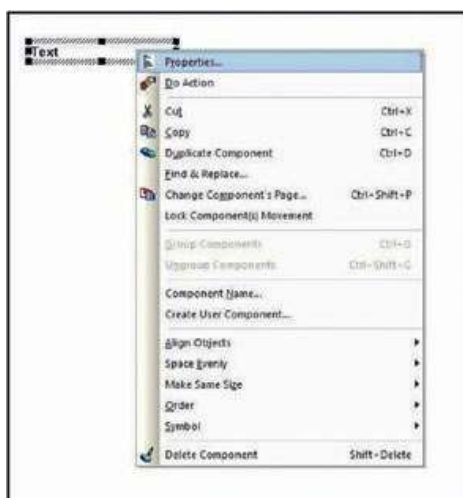 Text
Properties...
Do Action
Cut Ctrl+X
Copy Ctrl-C
Duplicate Component Ctrl-D
Find & Replace...
Change Component's Page... Ctrl-Shift-P
Lock Component(s) Movement
Group Components Ctrl-G
Ungroup Components Ctrl-Shift-G
Component Name...
Create User Component...
Align Objects
Space Evenly
Make Same Size
Order
Symbol
Delete Component Shift-Delete